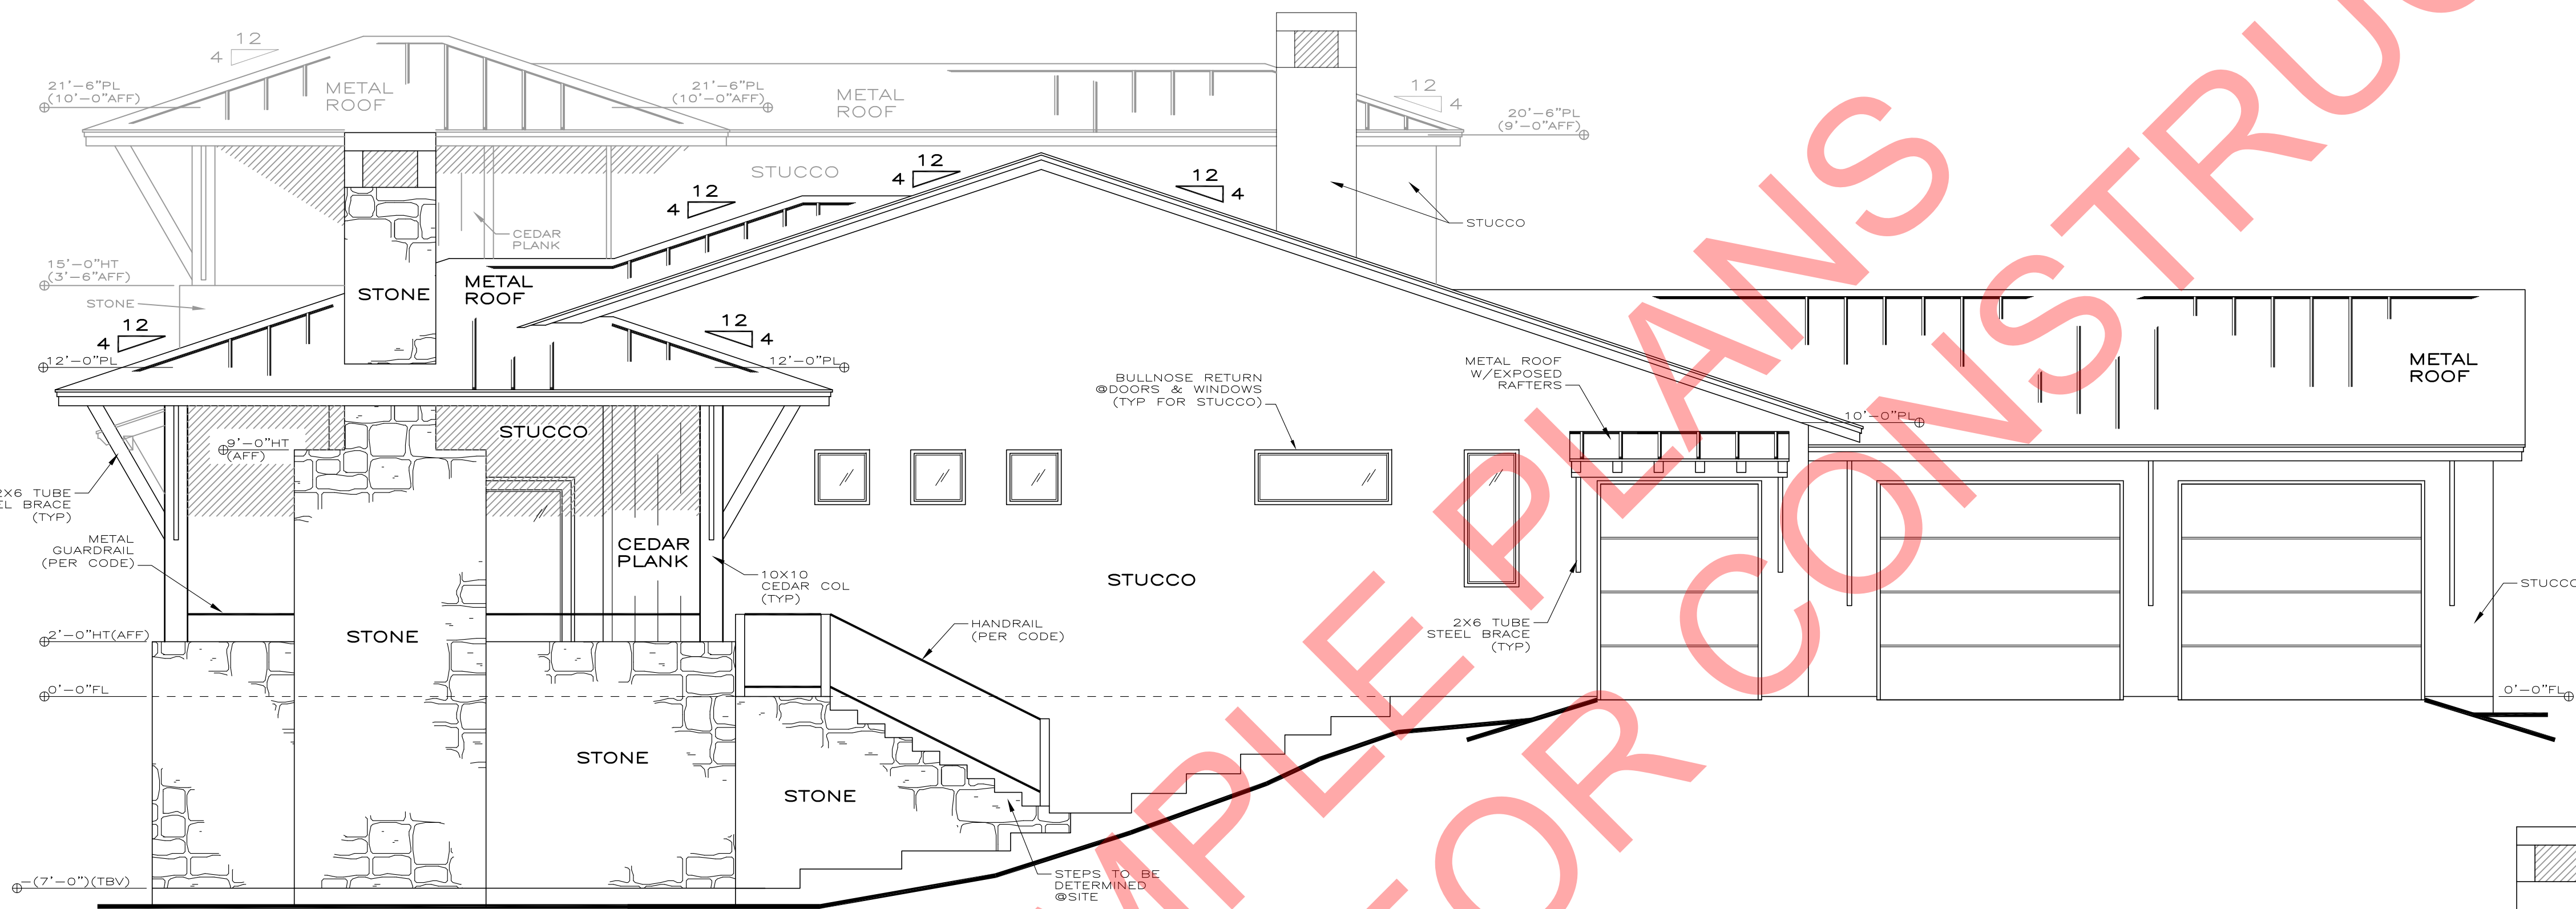 12
4
21'-6"PL
(10'-0"AFF)
METAL
ROOF
21'-6"PL
(10'-0"AFF)
METAL
ROOF
12
4
20'-6"PL
(9'-0"AFF)
STUCCO
12
4
12
4
12
4
STUCCO
CEDAR
PLANK
15'-0"HT
(3'-6"AFF)
STONE
STONE
METAL
ROOF
12
4
12
4
12'-0"PL
12'-0"PL
BULLNOSE RETURN
@DOORS & WINDOWS
(TYP FOR STUCCO)
METAL ROOF
W/EXPOSED
RAFTERS
METAL
ROOF
10'-0"PL
STUCCO
9'-0"HT
(AFF)
2X6 TUBE
EL BRACE
(TYP)
METAL
GUARDRAIL
(PER CODE)
CEDAR
PLANK
10X10
CEDAR COL
(TYP)
STUCCO
STUCCO
2'-0"HT(AFF)
STONE
HANDRAIL
(PER CODE)
2X6 TUBE
STEEL BRACE
(TYP)
0'-0"FL
0'-0"FL
STONE
STONE
-(7'-0")(TBV)
STEPS TO BE
DETERMINED
@SITE
MPLE PLANS
FOR CONSTRUC